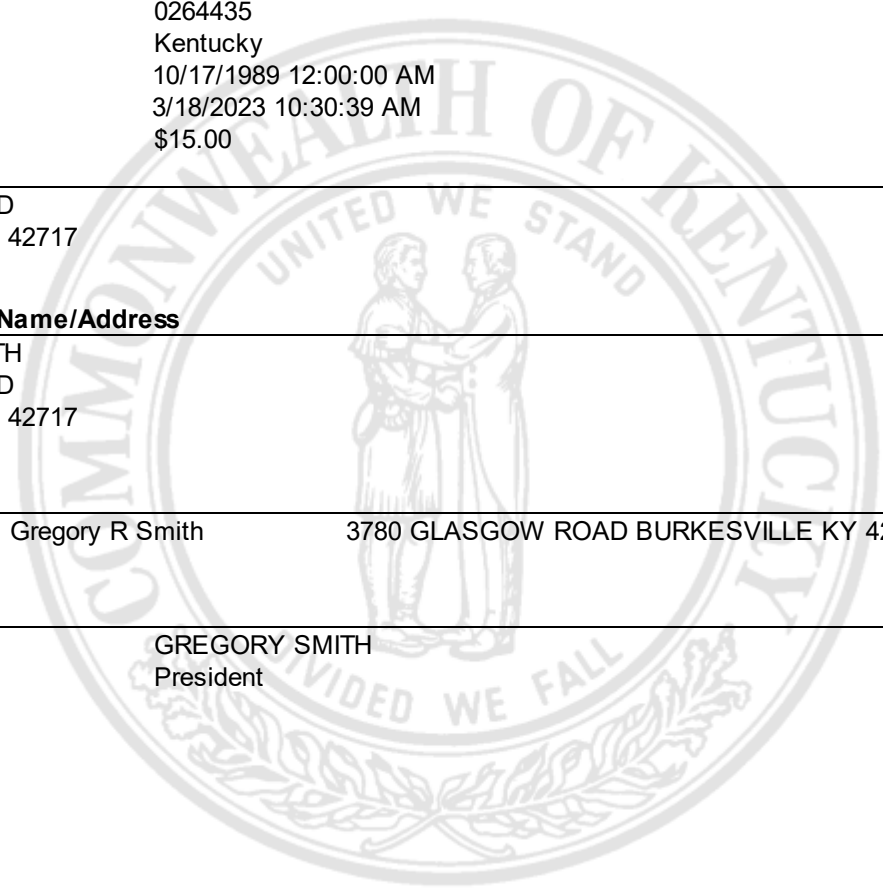 0264435
Kentucky
10/17/1989 12:00:00 AM
3/18/2023 10:30:39 AM
$15.00
D
42717
Name/Address
TH
D
42717
Gregory R Smith 3780 GLASGOW ROAD BURKESVILLE KY 42
GREGORY SMITH
President
COMMONWEALTH OF KENTUCKY
UNITED WE STAND
DIVIDED WE FALL